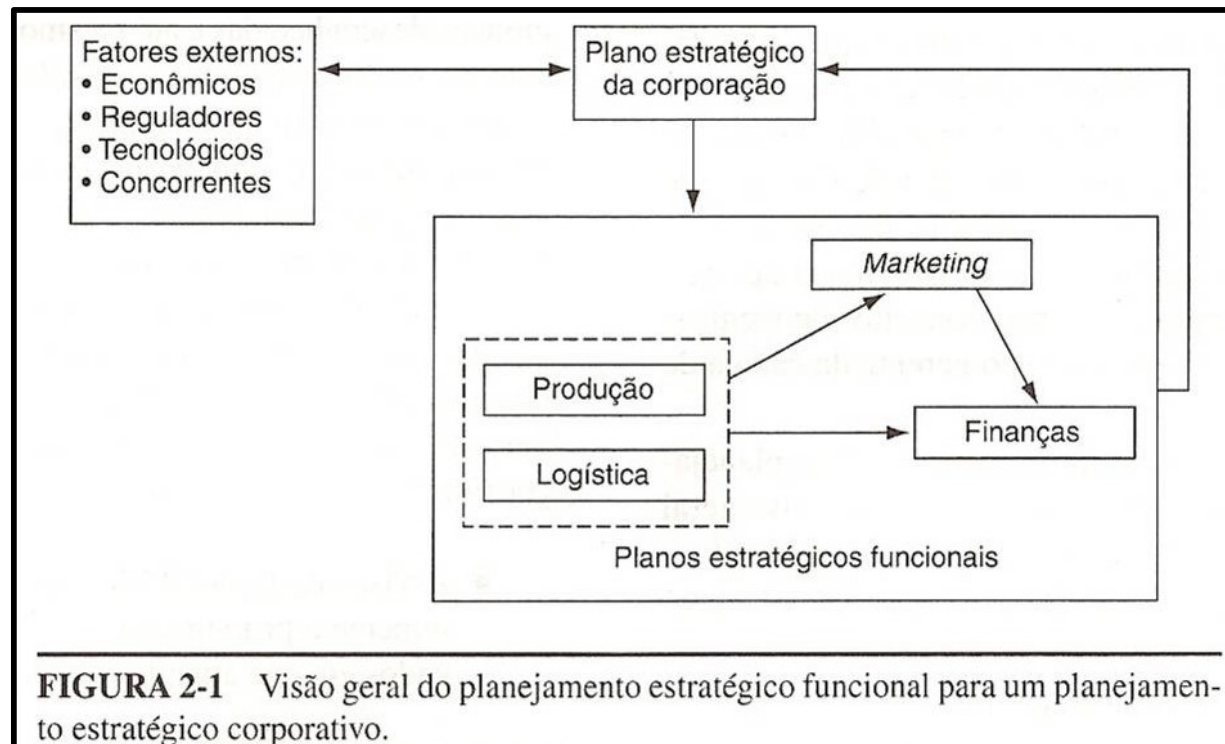 Fatores externos:
• Econômicos
• Reguladores
• Tecnológicos
• Concorrentes
Plano estratégico
da corporação
Marketing
Produção
Logística
Finanças
Planos estratégicos funcionais
FIGURA 2-1 Visão geral do planejamento estratégico funcional para um planejamen-
to estratégico corporativo.